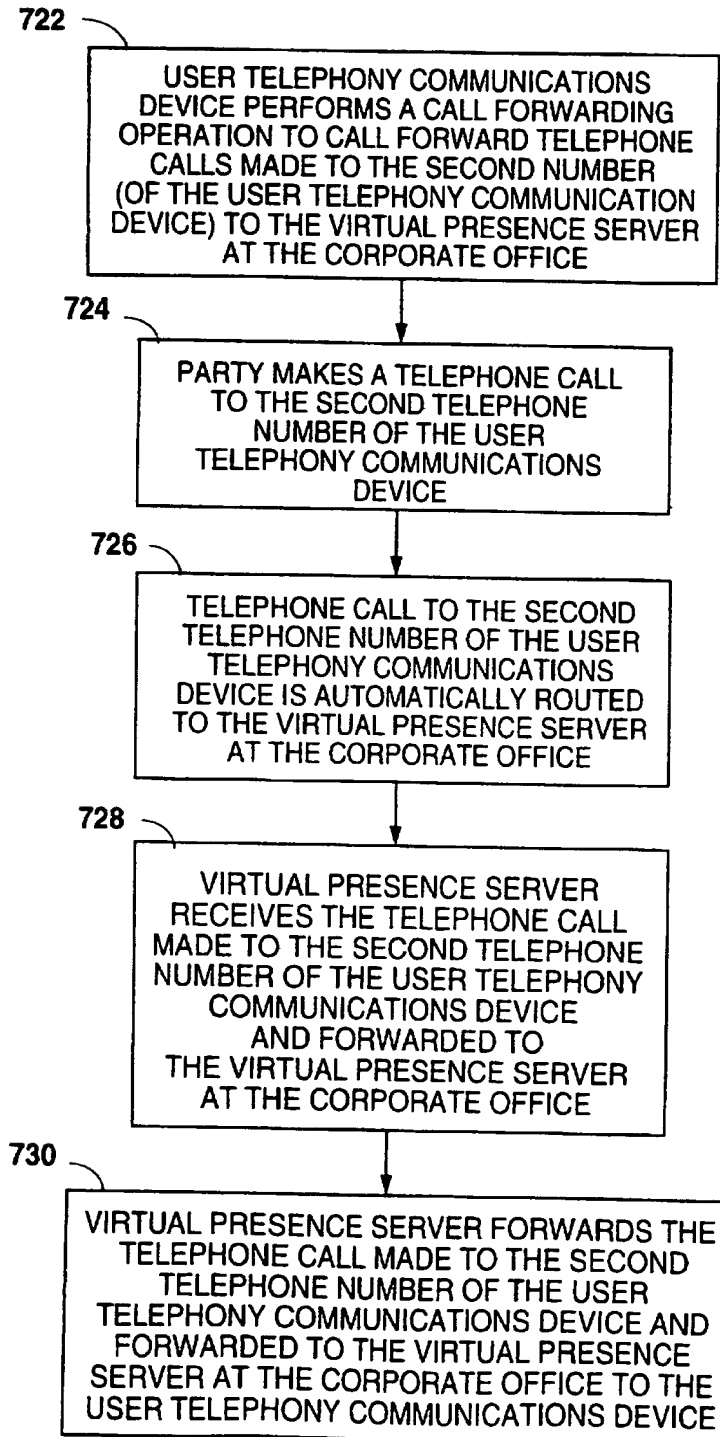 722
USER TELEPHONY COMMUNICATIONS
DEVICE PERFORMS A CALL FORWARDING
OPERATION TO CALL FORWARD TELEPHONE
CALLS MADE TO THE SECOND NUMBER
(OF THE USER TELEPHONY COMMUNICATION
DEVICE) TO THE VIRTUAL PRESENCE SERVER
AT THE CORPORATE OFFICE
724
PARTY MAKES A TELEPHONE CALL
TO THE SECOND TELEPHONE
NUMBER OF THE USER
TELEPHONY COMMUNICATIONS
DEVICE
726
TELEPHONE CALL TO THE SECOND
TELEPHONE NUMBER OF THE USER
TELEPHONY COMMUNICATIONS
DEVICE IS AUTOMATICALLY ROUTED
TO THE VIRTUAL PRESENCE SERVER
AT THE CORPORATE OFFICE
728
VIRTUAL PRESENCE SERVER
RECEIVES THE TELEPHONE CALL
MADE TO THE SECOND TELEPHONE
NUMBER OF THE USER TELEPHONY
COMMUNICATIONS DEVICE
AND FORWARDED TO
THE VIRTUAL PRESENCE SERVER
AT THE CORPORATE OFFICE
730
VIRTUAL PRESENCE SERVER FORWARDS THE
TELEPHONE CALL MADE TO THE SECOND
TELEPHONE NUMBER OF THE USER
TELEPHONY COMMUNICATIONS DEVICE AND
FORWARDED TO THE VIRTUAL PRESENCE
SERVER AT THE CORPORATE OFFICE TO THE
USER TELEPHONY COMMUNICATIONS DEVICE